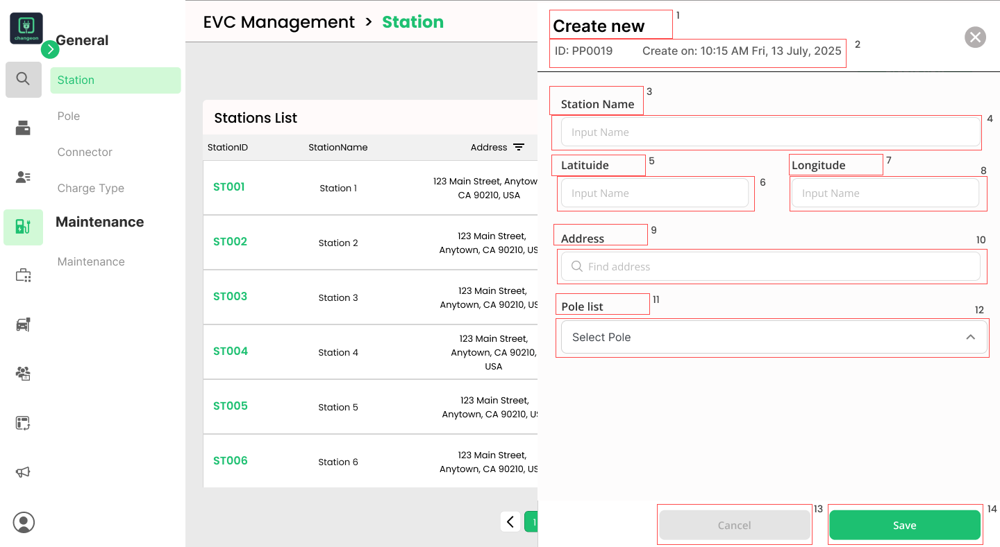 changeon
General
Station
Pole
Connector
Charge Type
Maintenance
Maintenance
EVC Management > Station
Stations List
StationID StationName Address
ST001 Station 1 123 Main Street, Anytow
CA 90210, USA
ST002 Station 2 123 Main Street,
Anytown, CA 90210, US
ST003 Station 3 123 Main Street,
Anytown, CA 90210, US
ST004 Station 4 123 Main Street,
Anytown, CA 90210,
USA
ST005 Station 5 123 Main Street,
Anytown, CA 90210, US
ST006 Station 6 123 Main Street,
Anytown, CA 90210, US
1
Create new 1
ID: PP0019 Create on: 10:15 AM Fri, 13 July, 2025 2
Station Name 3
Input Name 4
Latituide 5
Longitude 7
Input Name 6
Input Name 8
Address 9
Find address 10
Pole list 11
Select Pole 12
Cancel 13
Save 14